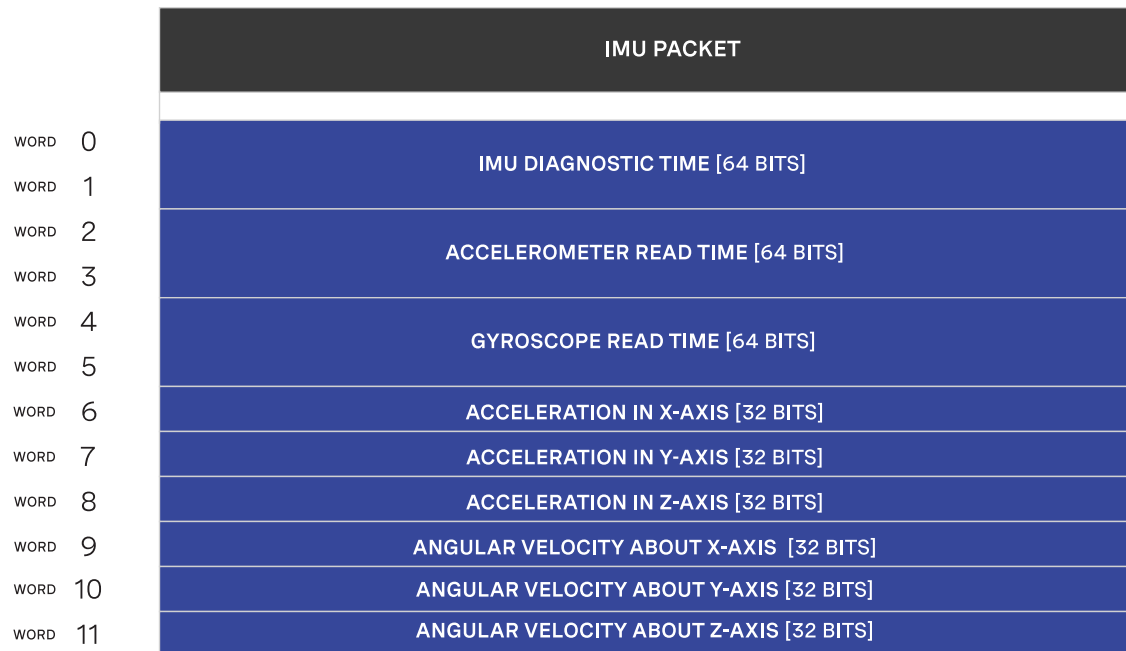 IMU PACKET
WORD 0
IMU DIAGNOSTIC TIME [64 BITS]
WORD 1
WORD 2
ACCELEROMETER READ TIME [64 BITS]
WORD 3
WORD 4
GYROSCOPE READ TIME [64 BITS]
WORD 5
WORD 6 ACCELERATION IN X-AXIS [32 BITS]
WORD 7 ACCELERATION IN Y-AXIS [32 BITS]
WORD 8 ACCELERATION IN Z-AXIS [32 BITS]
WORD 9 ANGULAR VELOCITY ABOUT X-AXIS [32 BITS]
WORD 10 ANGULAR VELOCITY ABOUT Y-AXIS [32 BITS]
WORD 11 ANGULAR VELOCITY ABOUT Z-AXIS [32 BITS]